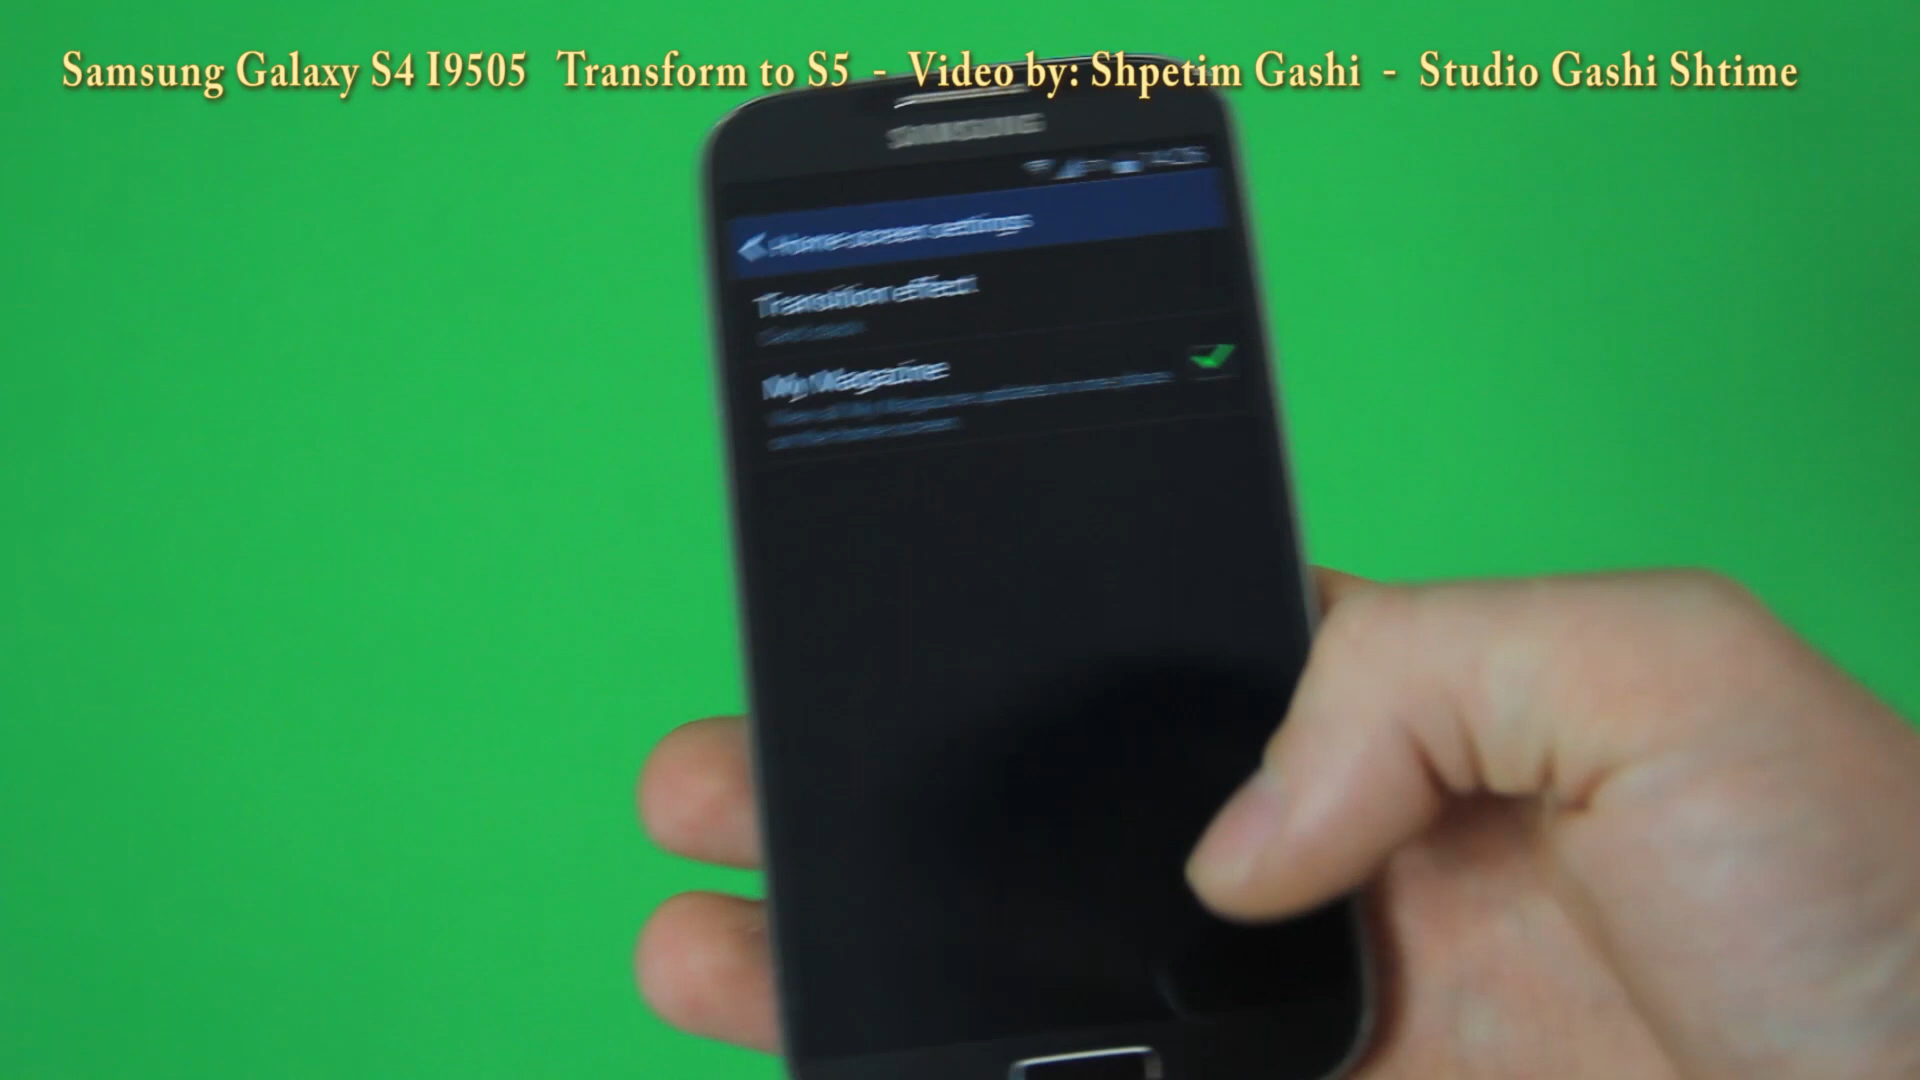 Samsung Galaxy S4 I9505 Transform to S5 - Video by: Shpetim Gashi - Studio Gashi Shtime
SAMSUNG
Home screen settings
Transition effect
My Magazine